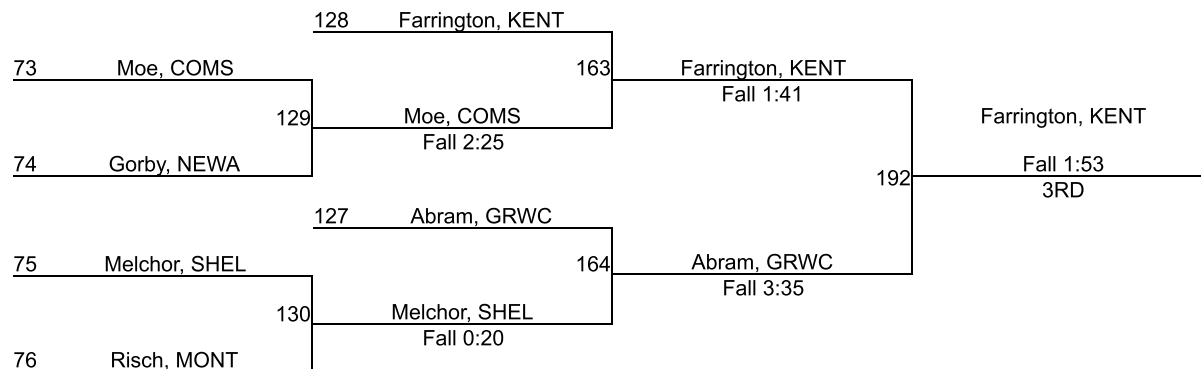 128 Farrington, KENT
73 Moe, COMS
163 Farrington, KENT
Fall 1:41
129 Moe, COMS
Fall 2:25
Farrington, KENT
74 Gorby, NEWA
192 Fall 1:53
3RD
127 Abram, GRWC
75 Melchor, SHEL
164 Abram, GRWC
Fall 3:35
130 Melchor, SHEL
Fall 0:20
76 Risch, MONT